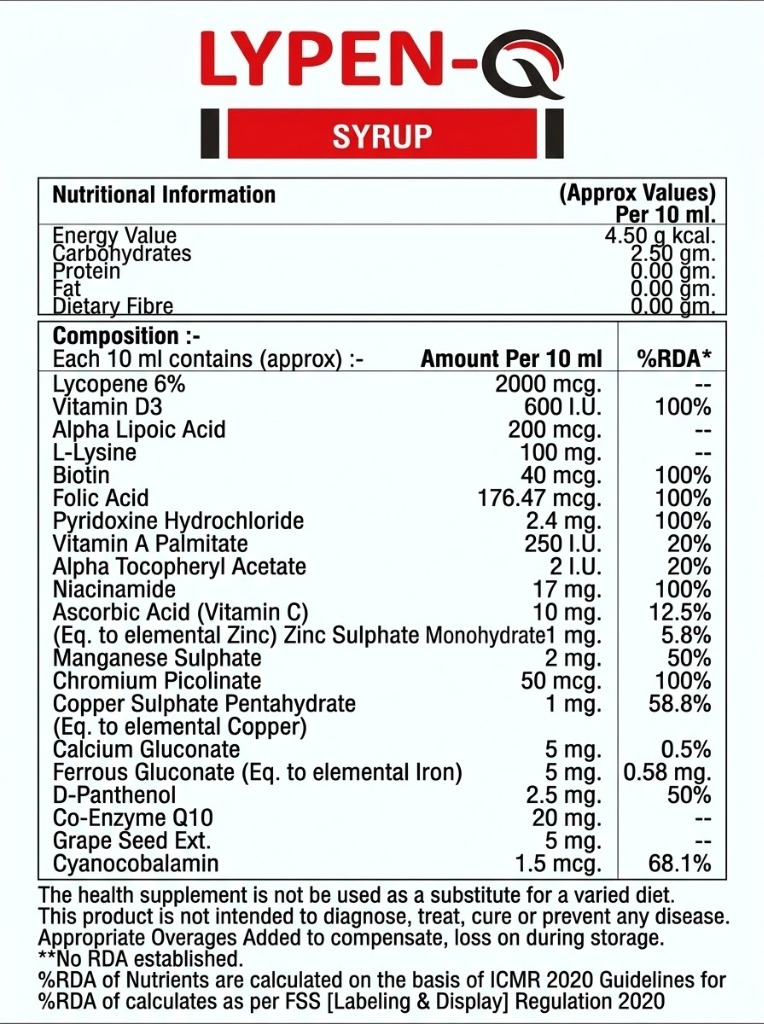 LYPEN-Q
SYRUP
Nutritional Information (Approx Values)
Per 10 ml.
Energy Value 4.50 g kcal.
Carbohydrates 2.50 gm.
Protein 0.00 gm.
Fat 0.00 gm.
Dietary Fibre 0.00 gm.
Composition :-
Each 10 ml contains (approx) :- Amount Per 10 ml %RDA*
Lycopene 6% 2000 mcg. --
Vitamin D3 600 I.U. 100%
Alpha Lipoic Acid 200 mcg. --
L-Lysine 100 mg. --
Biotin 40 mcg. 100%
Folic Acid 176.47 mcg. 100%
Pyridoxine Hydrochloride 2.4 mg. 100%
Vitamin A Palmitate 250 I.U. 20%
Alpha Tocopheryl Acetate 2 I.U. 20%
Niacinamide 17 mg. 100%
Ascorbic Acid (Vitamin C) 10 mg. 12.5%
(Eq. to elemental Zinc) Zinc Sulphate Monohydrate1 mg. 5.8%
Manganese Sulphate 2 mg. 50%
Chromium Picolinate 50 mcg. 100%
Copper Sulphate Pentahydrate 1 mg. 58.8%
(Eq. to elemental Copper)
Calcium Gluconate 5 mg. 0.5%
Ferrous Gluconate (Eq. to elemental Iron) 5 mg. 0.58 mg.
D-Panthenol 2.5 mg. 50%
Co-Enzyme Q10 20 mg. --
Grape Seed Ext. 5 mg. --
Cyanocobalamin 1.5 mcg. 68.1%
The health supplement is not be used as a substitute for a varied diet.
This product is not intended to diagnose, treat, cure or prevent any disease.
Appropriate Overages Added to compensate, loss on during storage.
**No RDA established.
%RDA of Nutrients are calculated on the basis of ICMR 2020 Guidelines for
%RDA of calculates as per FSS [Labeling & Display] Regulation 2020